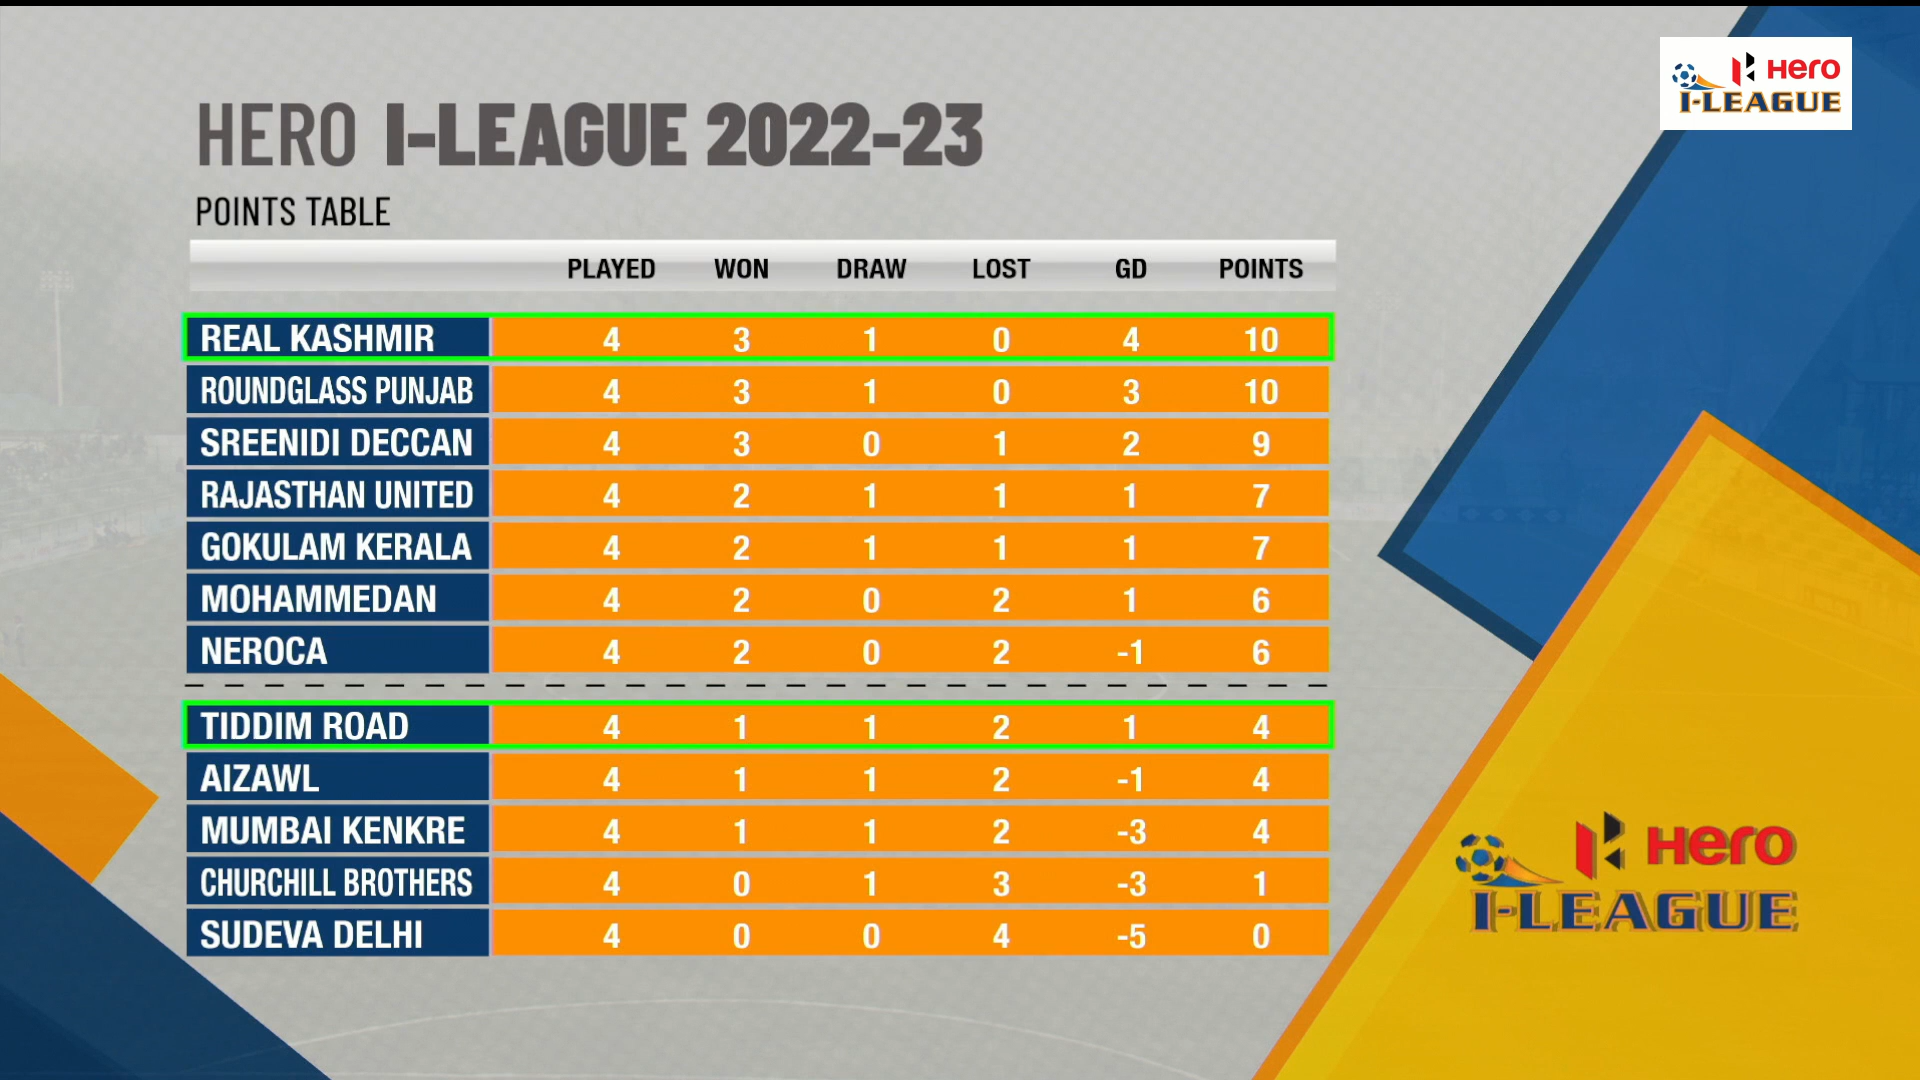 Hero
I-LEAGUE
HERO I-LEAGUE 2022-23
POINTS TABLE
PLAYED WON DRAW LOST GD POINTS
REAL KASHMIR 4 3 1 0 4 10
ROUNDGLASS PUNJAB 4 3 1 0 3 10
SREENIDI DECCAN 4 3 0 1 2 9
RAJASTHAN UNITED 4 2 1 1 1 7
GOKULAM KERALA 4 2 1 1 1 7
MOHAMMEDAN 4 2 0 2 1 6
NEROCA 4 2 0 2 -1 6
TIDDIM ROAD 4 1 1 2 1 4
AIZAWL 4 1 1 2 -1 4
MUMBAI KENKRE 4 1 1 2 -3 4
CHURCHILL BROTHERS 4 0 1 3 -3 1
SUDEVA DELHI 4 0 0 4 -5 0
Hero
I-LEAGUE